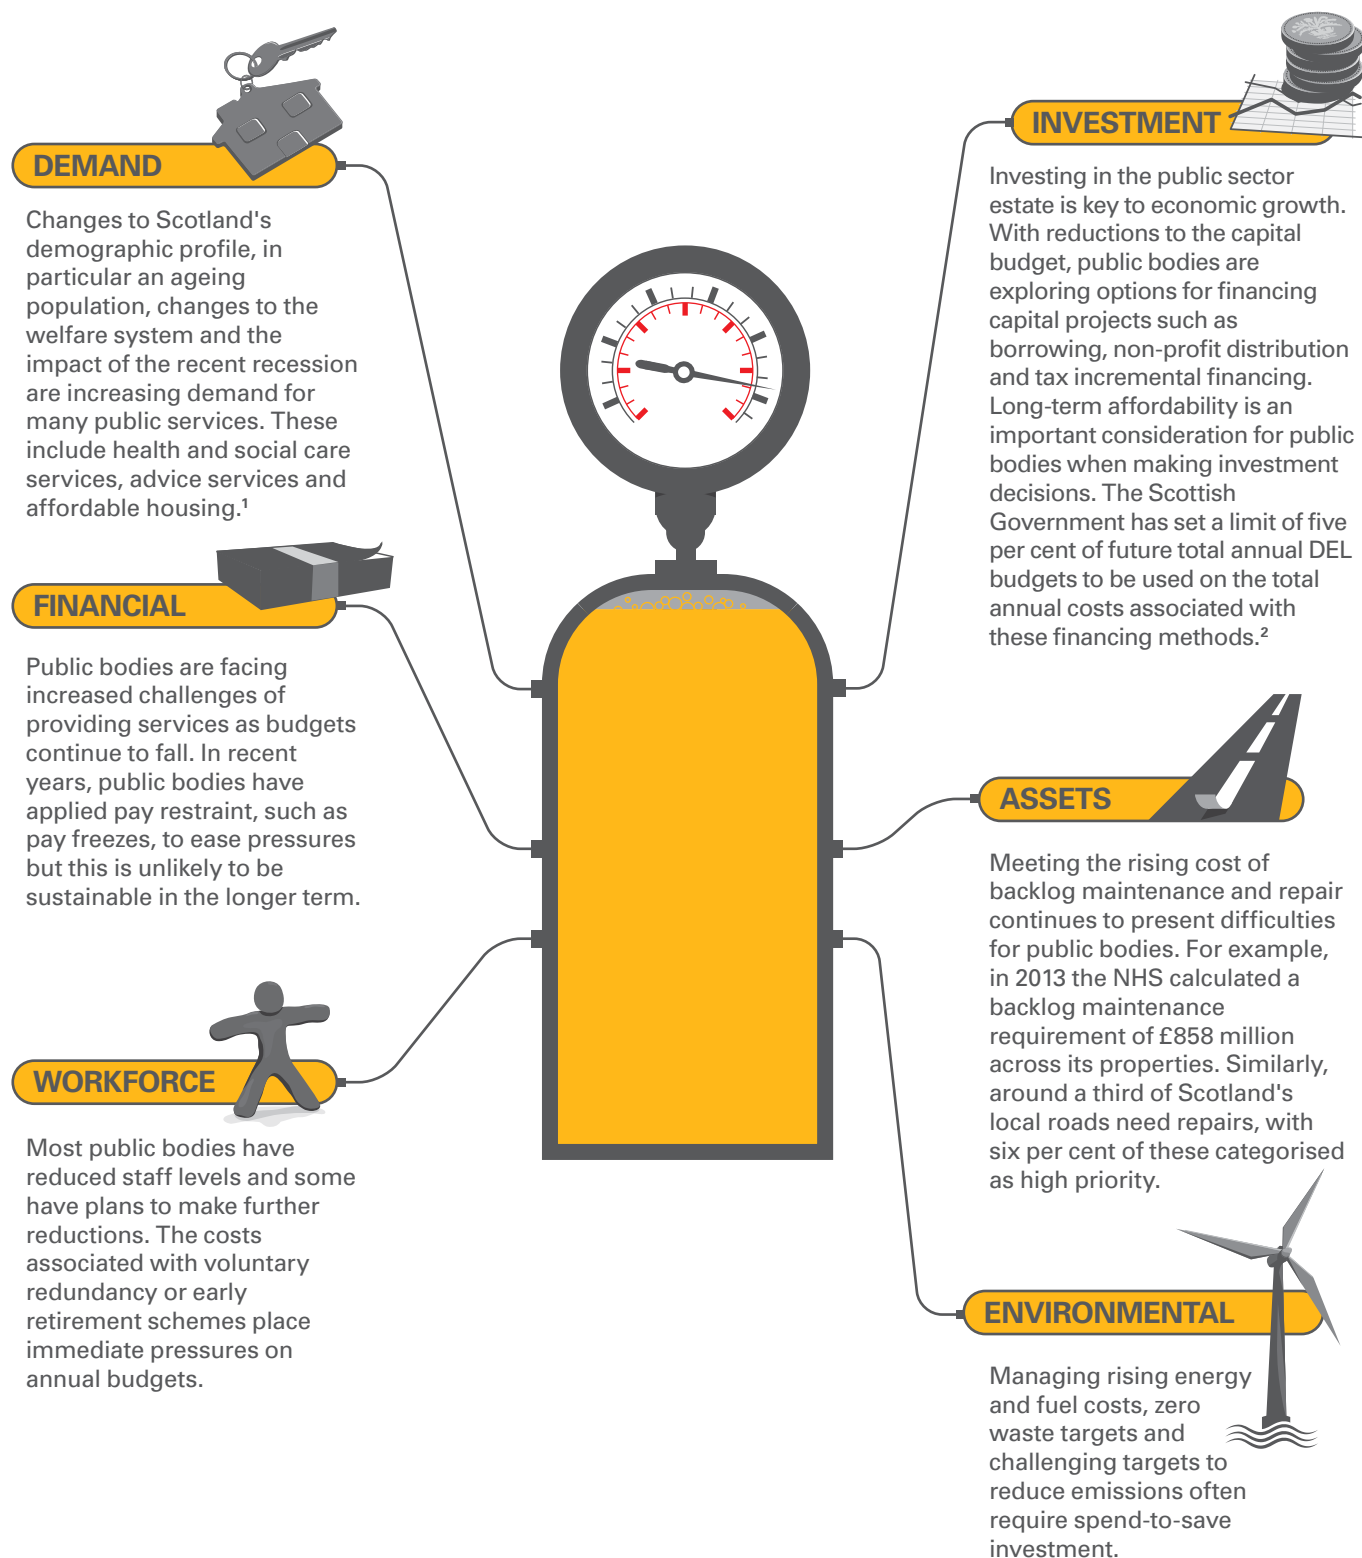 DEMAND
Changes to Scotland's
demographic profile, in
particular an ageing
population, changes to the
welfare system and the
impact of the recent recession
are increasing demand for
many public services. These
include health and social care
services, advice services and
affordable housing.¹
FINANCIAL
Public bodies are facing
increased challenges of
providing services as budgets
continue to fall. In recent
years, public bodies have
applied pay restraint, such as
pay freezes, to ease pressures
but this is unlikely to be
sustainable in the longer term.
WORKFORCE
Most public bodies have
reduced staff levels and some
have plans to make further
reductions. The costs
associated with voluntary
redundancy or early
retirement schemes place
immediate pressures on
annual budgets.
INVESTMENT
Investing in the public sector
estate is key to economic growth.
With reductions to the capital
budget, public bodies are
exploring options for financing
capital projects such as
borrowing, non-profit distribution
and tax incremental financing.
Long-term affordability is an
important consideration for public
bodies when making investment
decisions. The Scottish
Government has set a limit of five
per cent of future total annual DEL
budgets to be used on the total
annual costs associated with
these financing methods.²
ASSETS
Meeting the rising cost of
backlog maintenance and repair
continues to present difficulties
for public bodies. For example,
in 2013 the NHS calculated a
backlog maintenance
requirement of £858 million
across its properties. Similarly,
around a third of Scotland's
local roads need repairs, with
six per cent of these categorised
as high priority.
ENVIRONMENTAL
Managing rising energy
and fuel costs, zero
waste targets and
challenging targets to
reduce emissions often
require spend-to-save
investment.